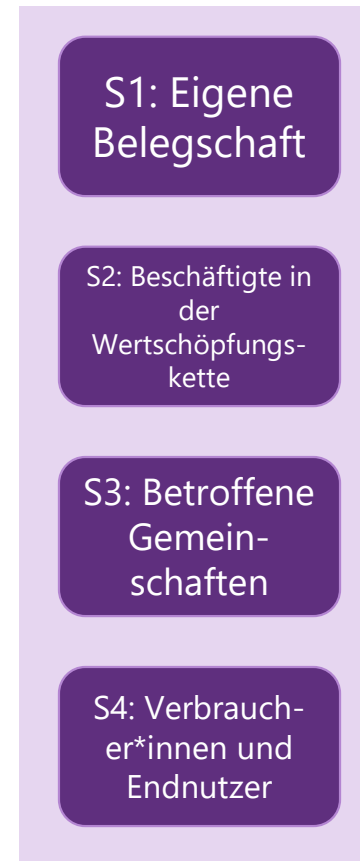 S1: Eigene
Belegschaft
S2: Beschäftigte in
der
Wertschöpfungs-
kette
S3: Betroffene
Gemein-
schaften
S4: Verbrauch-
er*innen und
Endnutzer